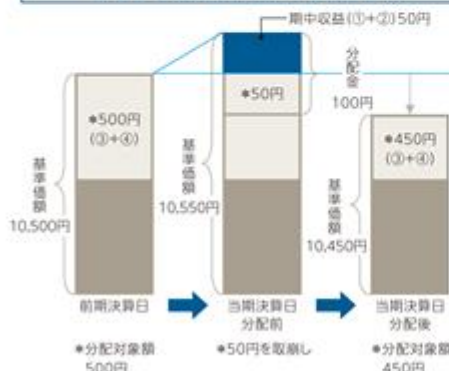 期中収益(①+②)50円
*50円
分配金
100円
*500円
(③+④)
*450円
(③+④)
基準価額
10,500円
基準価額
10,550円
基準価額
10,450円
前期決算日
当期決算日
分配前
当期決算日
分配後
*分配対象額
500円
*50円を取崩し
*分配対象額
450円